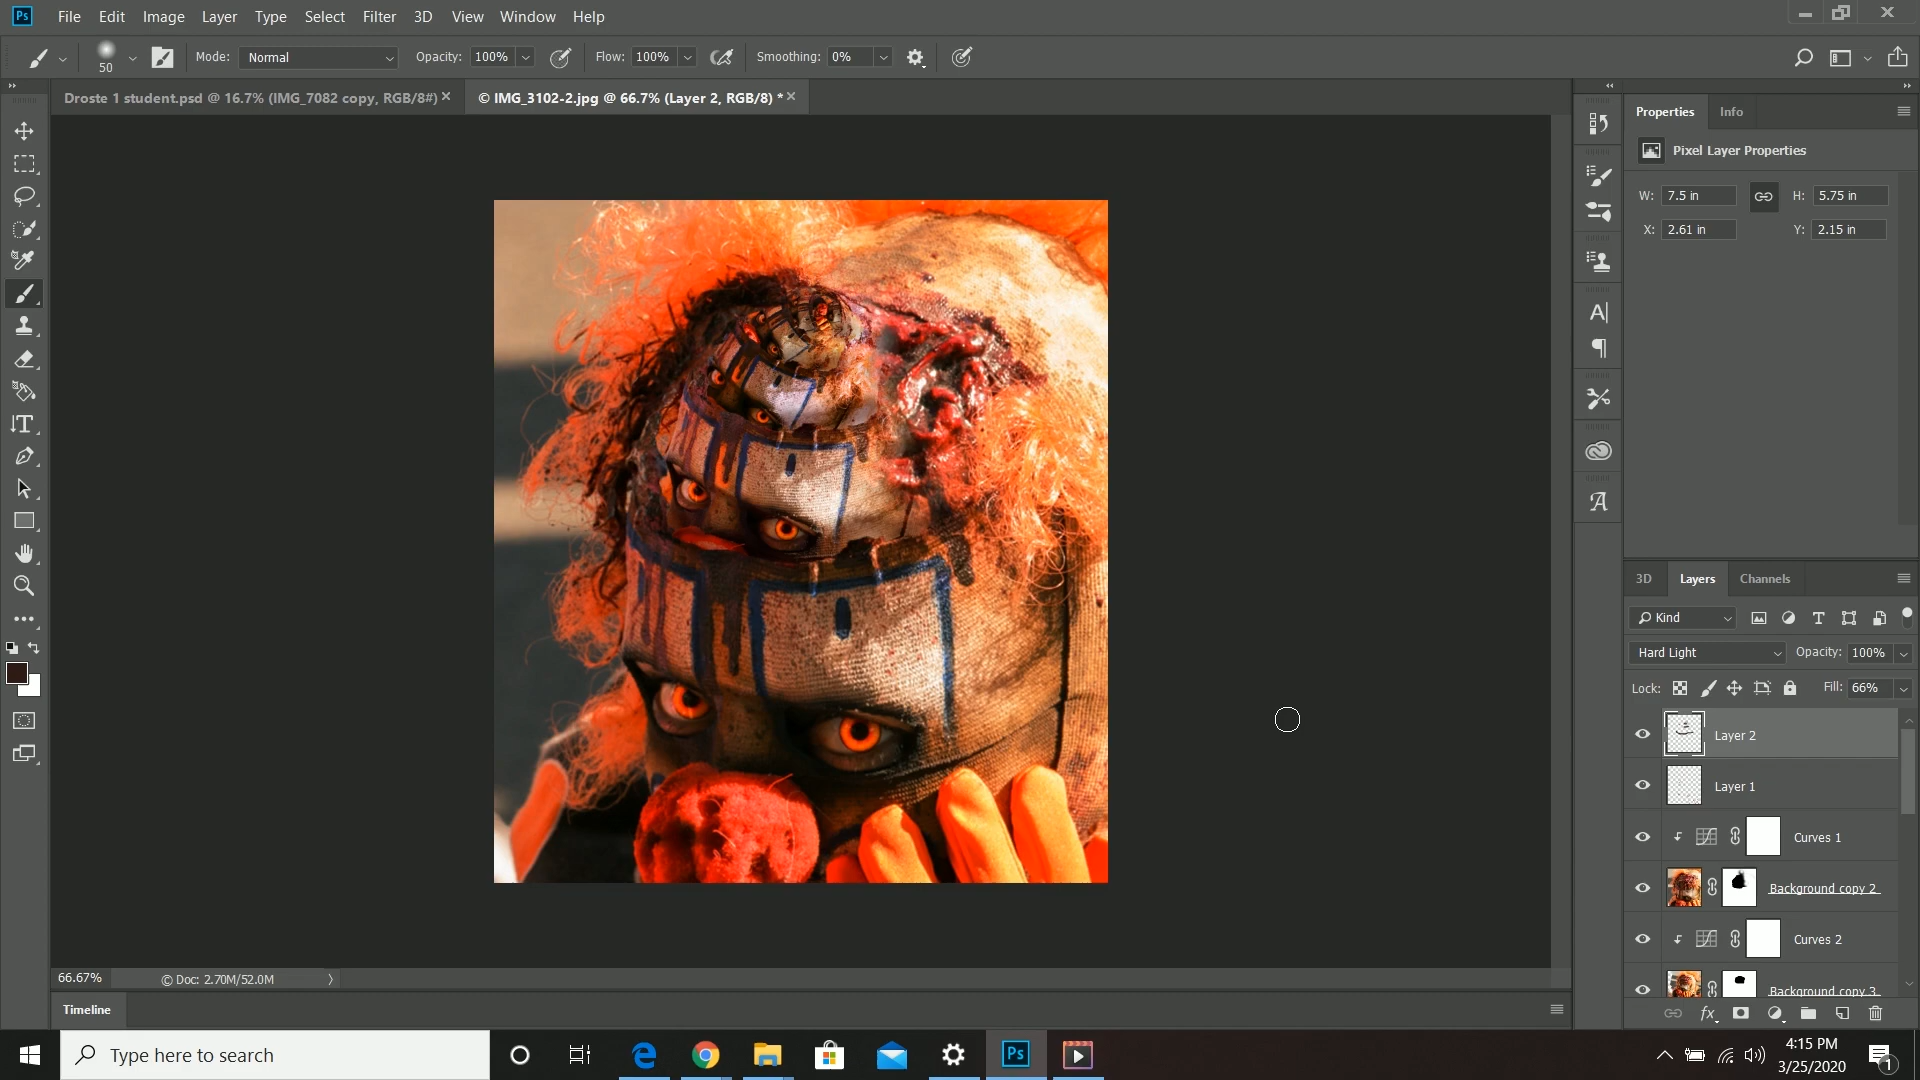 Ps File Edit Image Layer Type Select Filter 3D View Window Help
50 Mode: Normal Opacity: 100% Flow: 100% Smoothing: 0%
Droste 1 student.psd @ 16.7% (IMG_7082 copy, RGB/8#) × © IMG_3102-2.jpg @ 66.7% (Layer 2, RGB/8) * ×
Properties Info
Pixel Layer Properties
W: 7.5 in H: 5.75 in
X: 2.61 in Y: 2.15 in
3D Layers Channels
Kind
Hard Light Opacity: 100%
Lock: Fill: 66%
Layer 2
Layer 1
Curves 1
Background copy 2
Curves 2
Background copy 3
66.67% © Doc: 2.70M/52.0M
Timeline
Type here to search
Ps
4:15 PM
3/25/2020
1